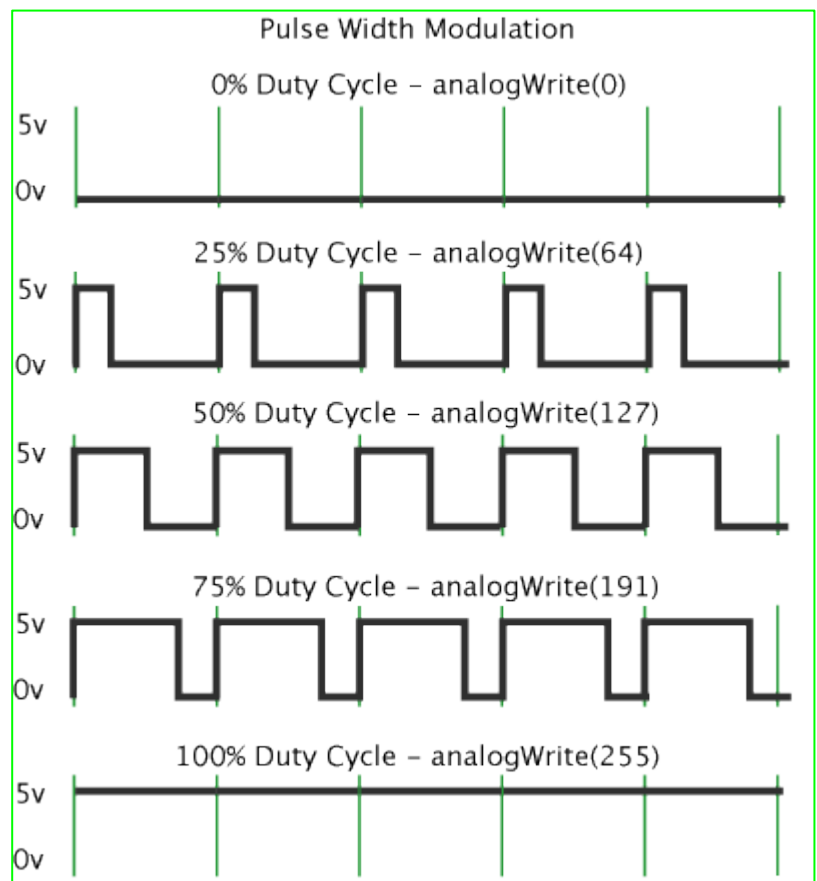 Pulse Width Modulation
0% Duty Cycle – analogWrite(0)
5v
0v
25% Duty Cycle – analogWrite(64)
5v
0v
50% Duty Cycle – analogWrite(127)
5v
0v
75% Duty Cycle – analogWrite(191)
5v
0v
100% Duty Cycle – analogWrite(255)
5v
0v